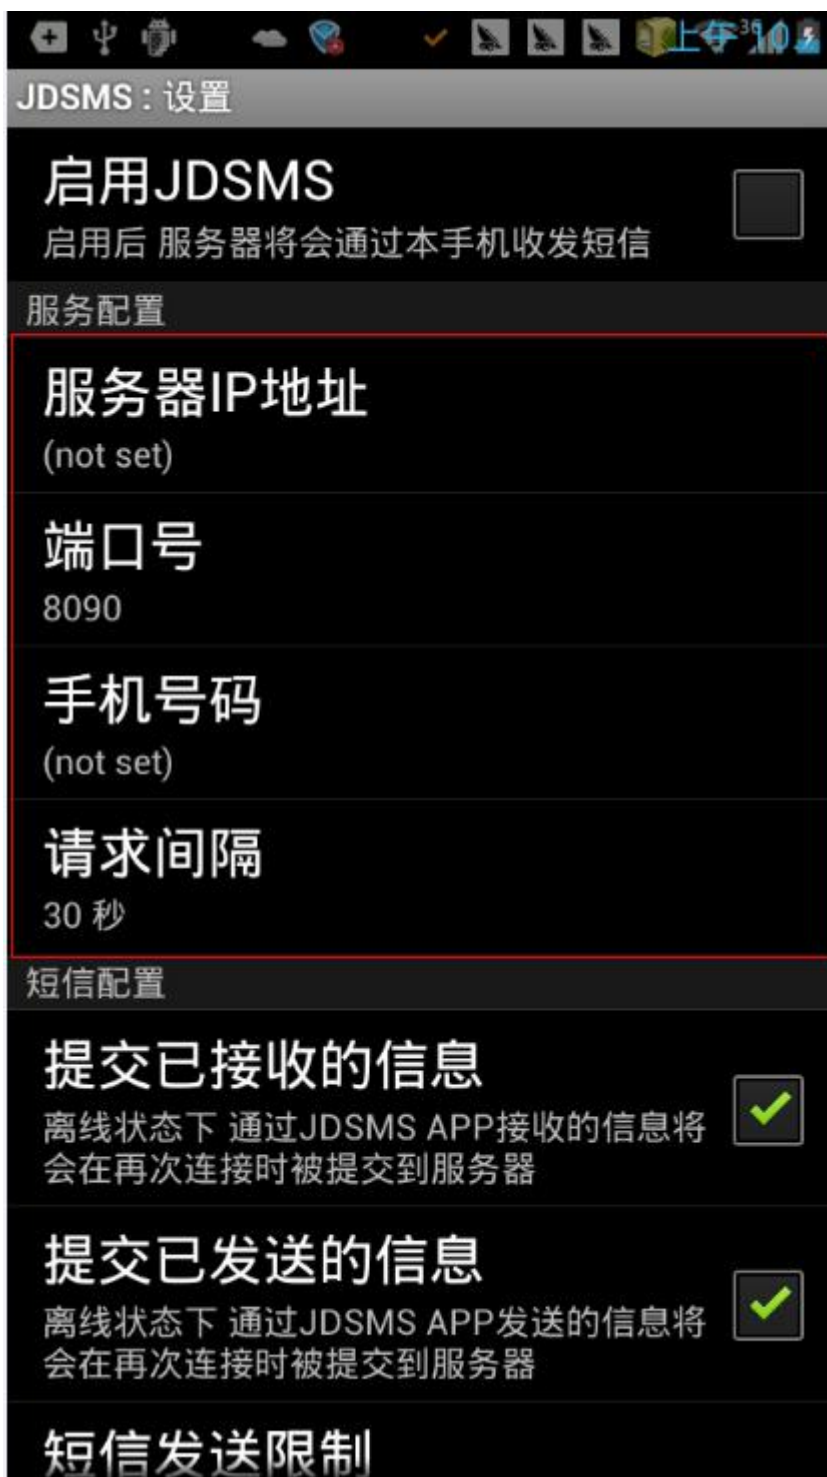 上午 10
JDSMS : 设置
启用JDSMS
启用后 服务器将会通过本手机收发短信
服务配置
服务器IP地址
(not set)
端口号
8090
手机号码
(not set)
请求间隔
30 秒
短信配置
提交已接收的信息
离线状态下 通过JDSMS APP接收的信息将
会在再次连接时被提交到服务器
提交已发送的信息
离线状态下 通过JDSMS APP发送的信息将
会在再次连接时被提交到服务器
短信发送限制